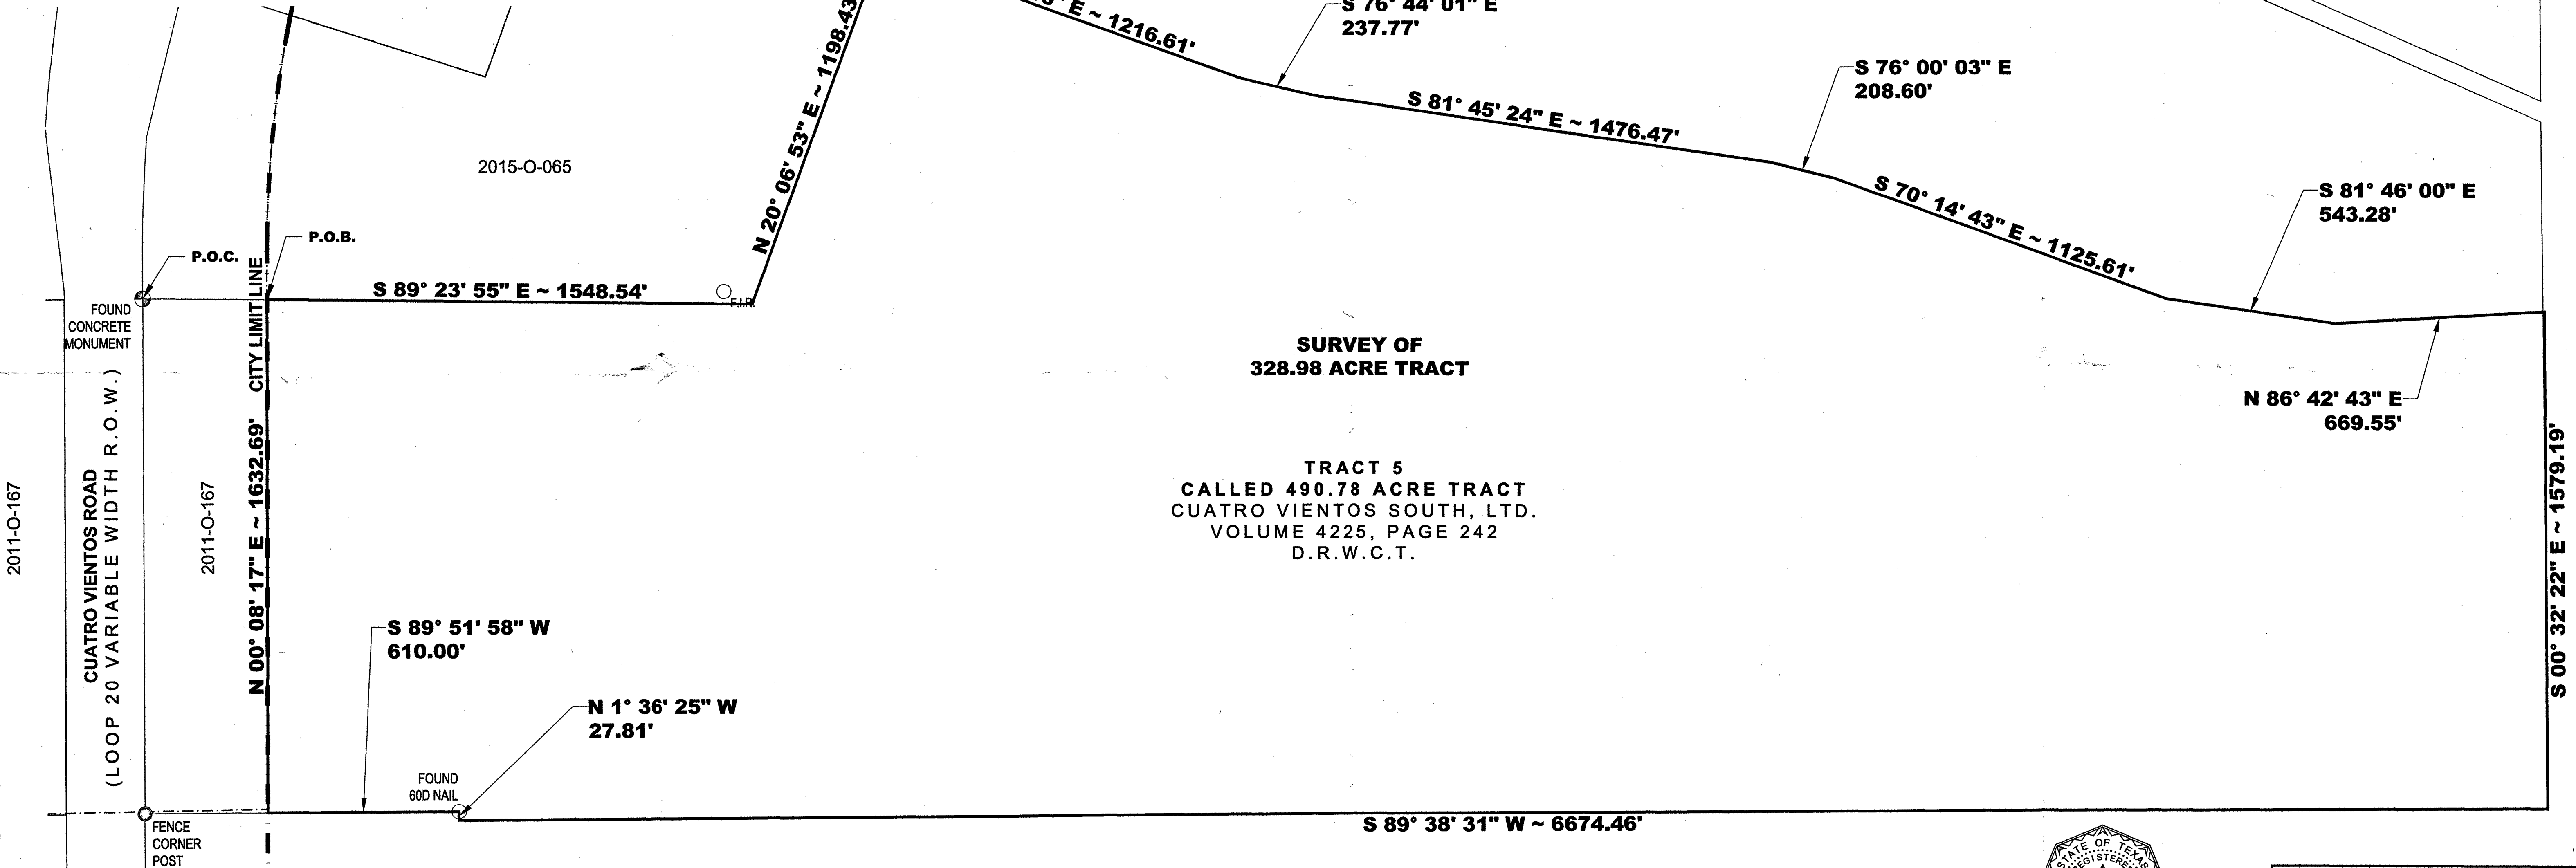 E ~ 1216.61'
S 76° 44' 01" E
237.77'
S 81° 45' 24" E ~ 1476.47'
S 76° 00' 03" E
208.60'
S 70° 14' 43" E ~ 1125.61'
S 81° 46' 00" E
543.28'
N 86° 42' 43" E
669.55'
S 00° 32' 22" E ~ 1579.19'
N 20° 06' 53" E ~ 1198.43
2015-O-065
P.O.C.
P.O.B.
S 89° 23' 55" E ~ 1548.54'
F.I.R.
FOUND
CONCRETE
MONUMENT
CITY LIMIT LINE
N 00° 08' 17" E ~ 1632.69'
2011-O-167
CUATRO VIENTOS ROAD
(LOOP 20 VARIABLE WIDTH R.O.W.)
2011-O-167
SURVEY OF
328.98 ACRE TRACT
TRACT 5
CALLED 490.78 ACRE TRACT
CUATRO VIENTOS SOUTH, LTD.
VOLUME 4225, PAGE 242
D.R.W.C.T.
S 89° 51' 58" W
610.00'
N 1° 36' 25" W
27.81'
FOUND
60D NAIL
FENCE
CORNER
POST
S 89° 38' 31" W ~ 6674.46'
STATE OF TEXAS
REGISTERED